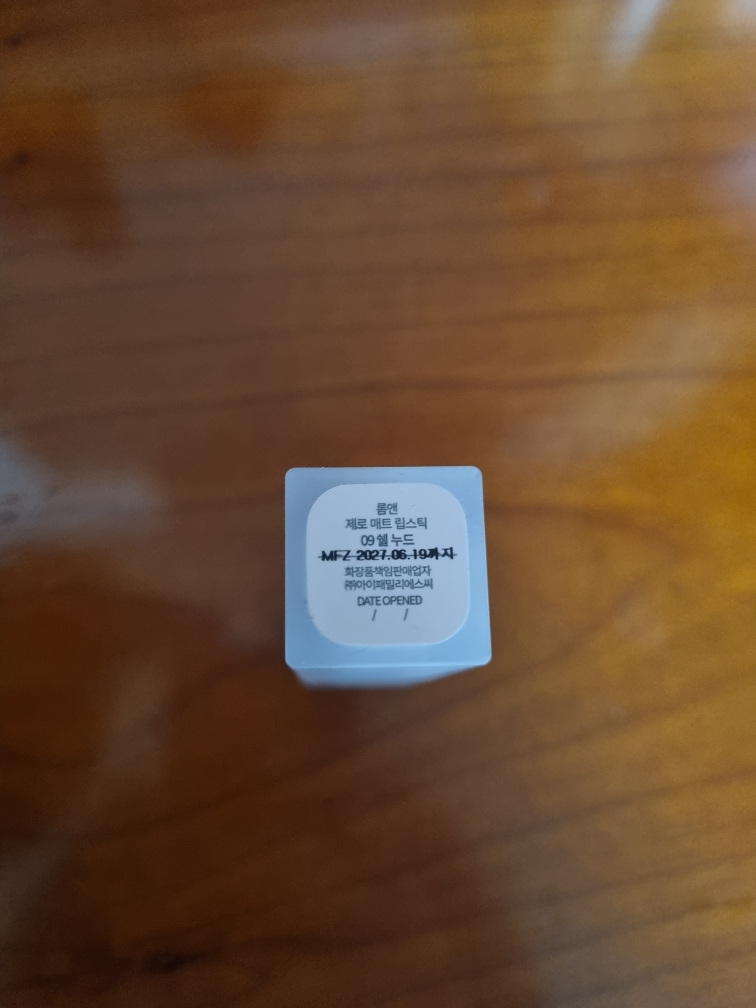 롬앤
제로 매트 립스틱
09 쉘 누드
MFZ 2027.06.19까지
화장품책임판매업자
㈜아이패밀리에스씨
DATE OPENED
/ /